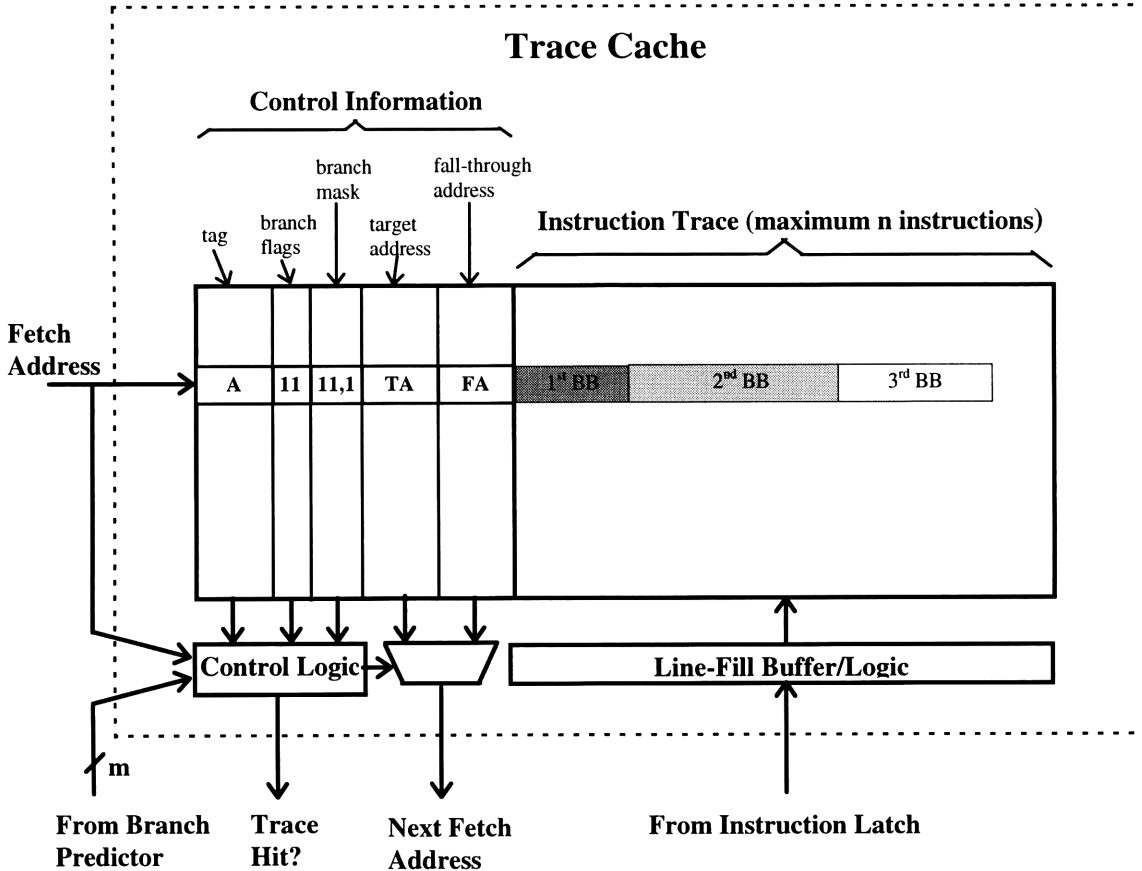 Trace Cache
Control Information
branch
mask
fall-through
address
tag
branch
flags
target
address
Instruction Trace (maximum n instructions)
Fetch
Address
A
11
11,1
TA
FA
1st BB
2nd BB
3rd BB
Control Logic
Line-Fill Buffer/Logic
m
From Branch
Predictor
Trace
Hit?
Next Fetch
Address
From Instruction Latch